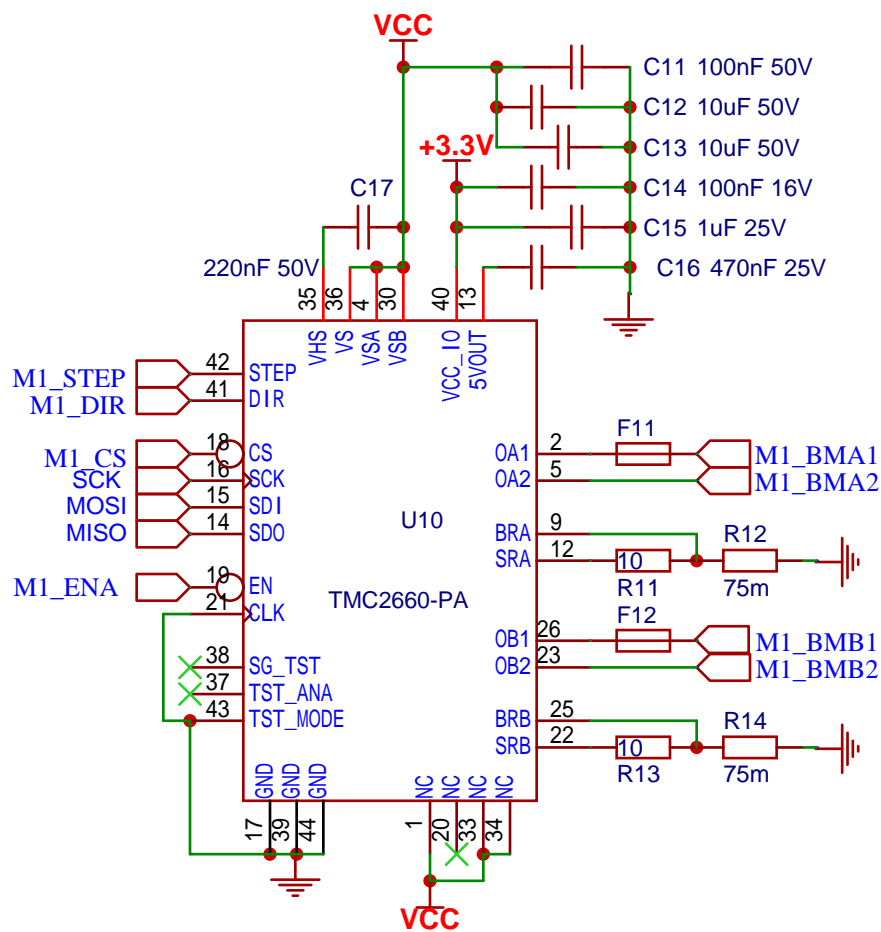 VCC
C11 100nF 50V
C12 10uF 50V
C13 10uF 50V
+3.3V
C14 100nF 16V
C17
C15 1uF 25V
220nF 50V
C16 470nF 25V
35
36
4
30
40
13
VHS
VS
VSA
VSB
VCC_IO
5VOUT
M1_STEP
42
STEP
M1_DIR
41
DIR
M1_CS
18
CS
SCK
16
SCK
MOSI
15
SDI
MISO
14
SDO
M1_ENA
19
EN
21
CLK
38
SG_TST
37
TST_ANA
43
TST_MODE
U10
TMC2660-PA
OA1
2
F11
M1_BMA1
OA2
5
M1_BMA2
BRA
9
R12
SRA
12
10
R11
75m
OB1
26
F12
M1_BMB1
OB2
23
M1_BMB2
BRB
25
R14
SRB
22
10
R13
75m
GND
GND
GND
NC
NC
NC
NC
17
39
44
1
20
33
34
VCC